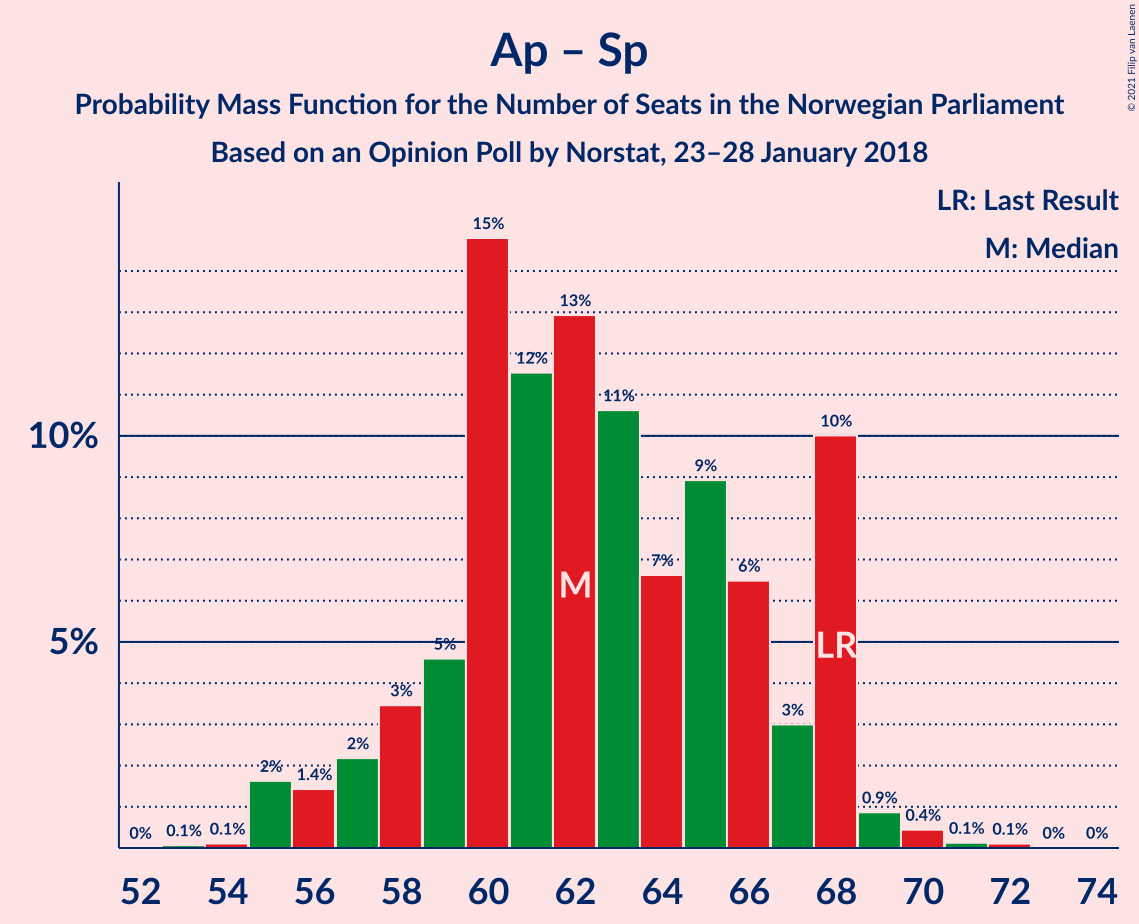 Ap – Sp
Probability Mass Function for the Number of Seats in the Norwegian Parliament
Based on an Opinion Poll by Norstat, 23–28 January 2018
© 2021 Filip van Laenen
LR: Last Result
M: Median
15%
13%
12%
11%
10%
10%
9%
7%
6%
M
5%
5%
LR
3%
3%
2%
2%
1.4%
0.9%
0.4%
0%
0.1%
0.1%
0.1%
0.1%
0%
0%
52 54 56 58 60 62 64 66 68 70 72 74